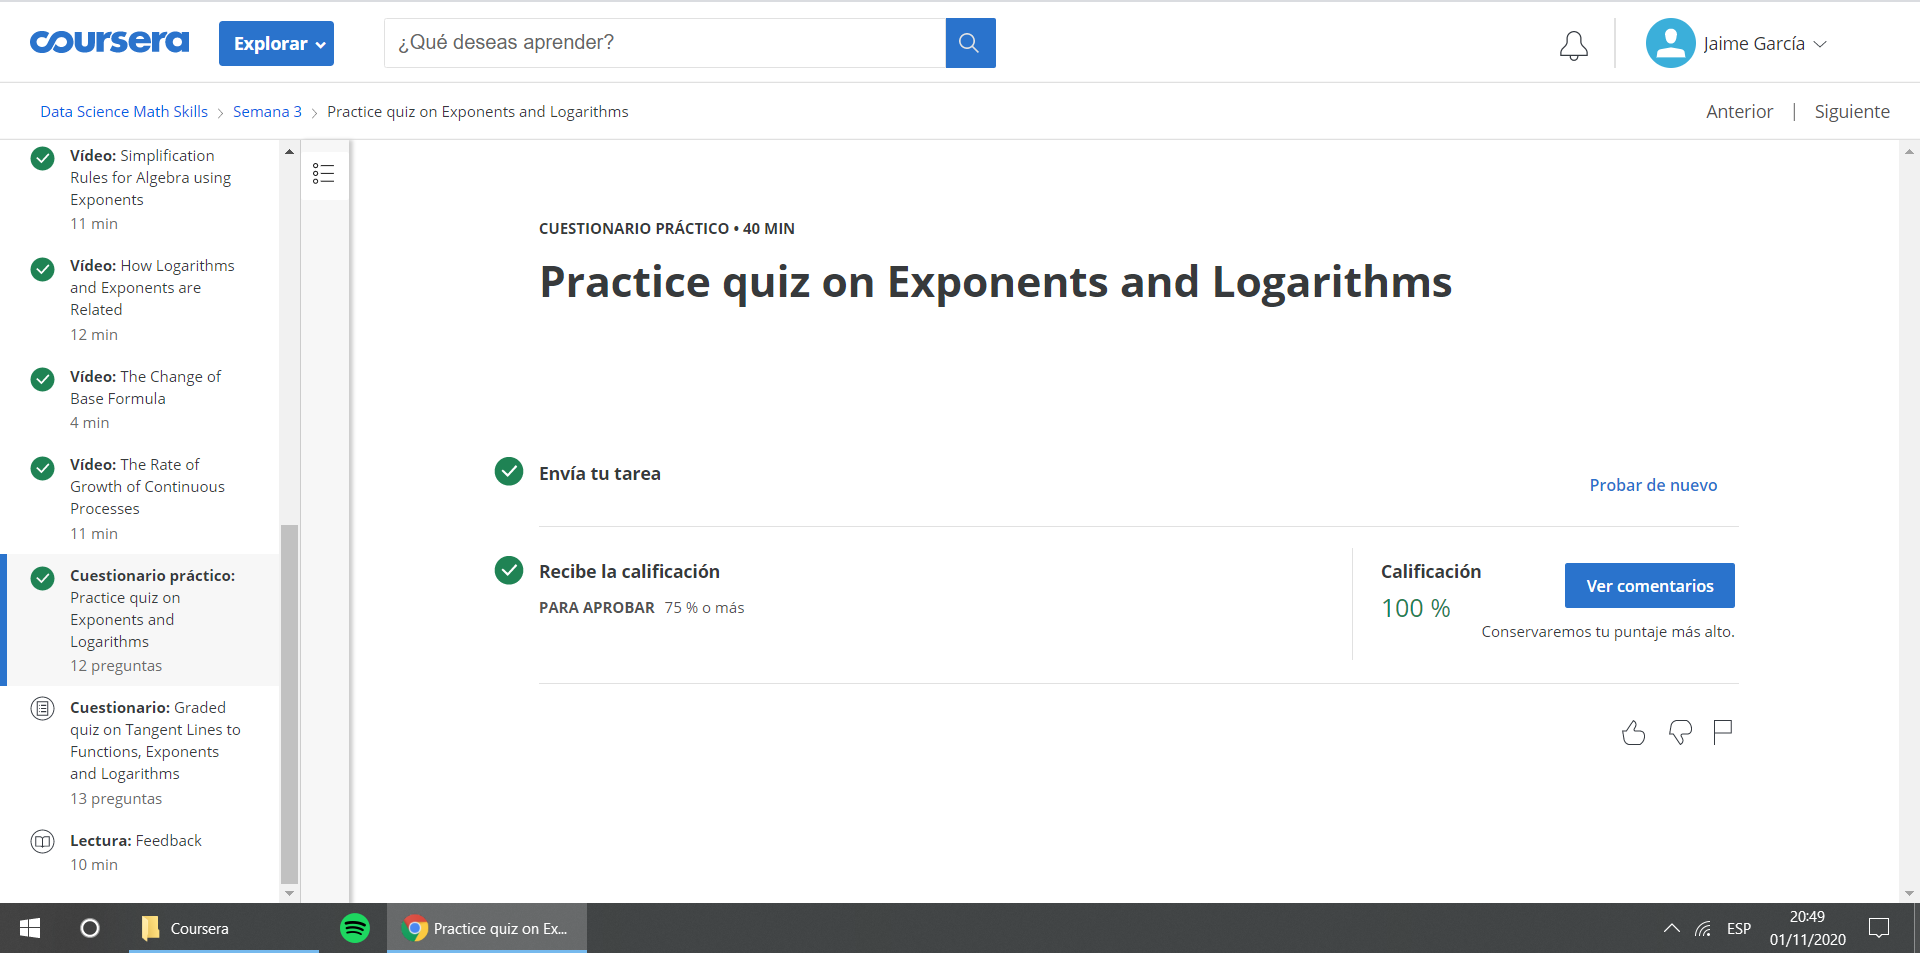 coursera
Explorar
¿Qué deseas aprender?
Jaime García
Data Science Math Skills
Semana 3
Practice quiz on Exponents and Logarithms
Anterior | Siguiente
Vídeo: Simplification
Rules for Algebra using
Exponents
11 min
Vídeo: How Logarithms
and Exponents are
Related
12 min
Vídeo: The Change of
Base Formula
4 min
Vídeo: The Rate of
Growth of Continuous
Processes
11 min
Cuestionario práctico:
Practice quiz on
Exponents and
Logarithms
12 preguntas
Cuestionario: Graded
quiz on Tangent Lines to
Functions, Exponents
and Logarithms
13 preguntas
Lectura: Feedback
10 min
CUESTIONARIO PRÁCTICO • 40 MIN
Practice quiz on Exponents and Logarithms
Envía tu tarea
Probar de nuevo
Recibe la calificación
PARA APROBAR 75 % o más
Calificación
100 %
Ver comentarios
Conservaremos tu puntaje más alto.
Coursera
Practice quiz on Ex...
ESP
20:49
01/11/2020